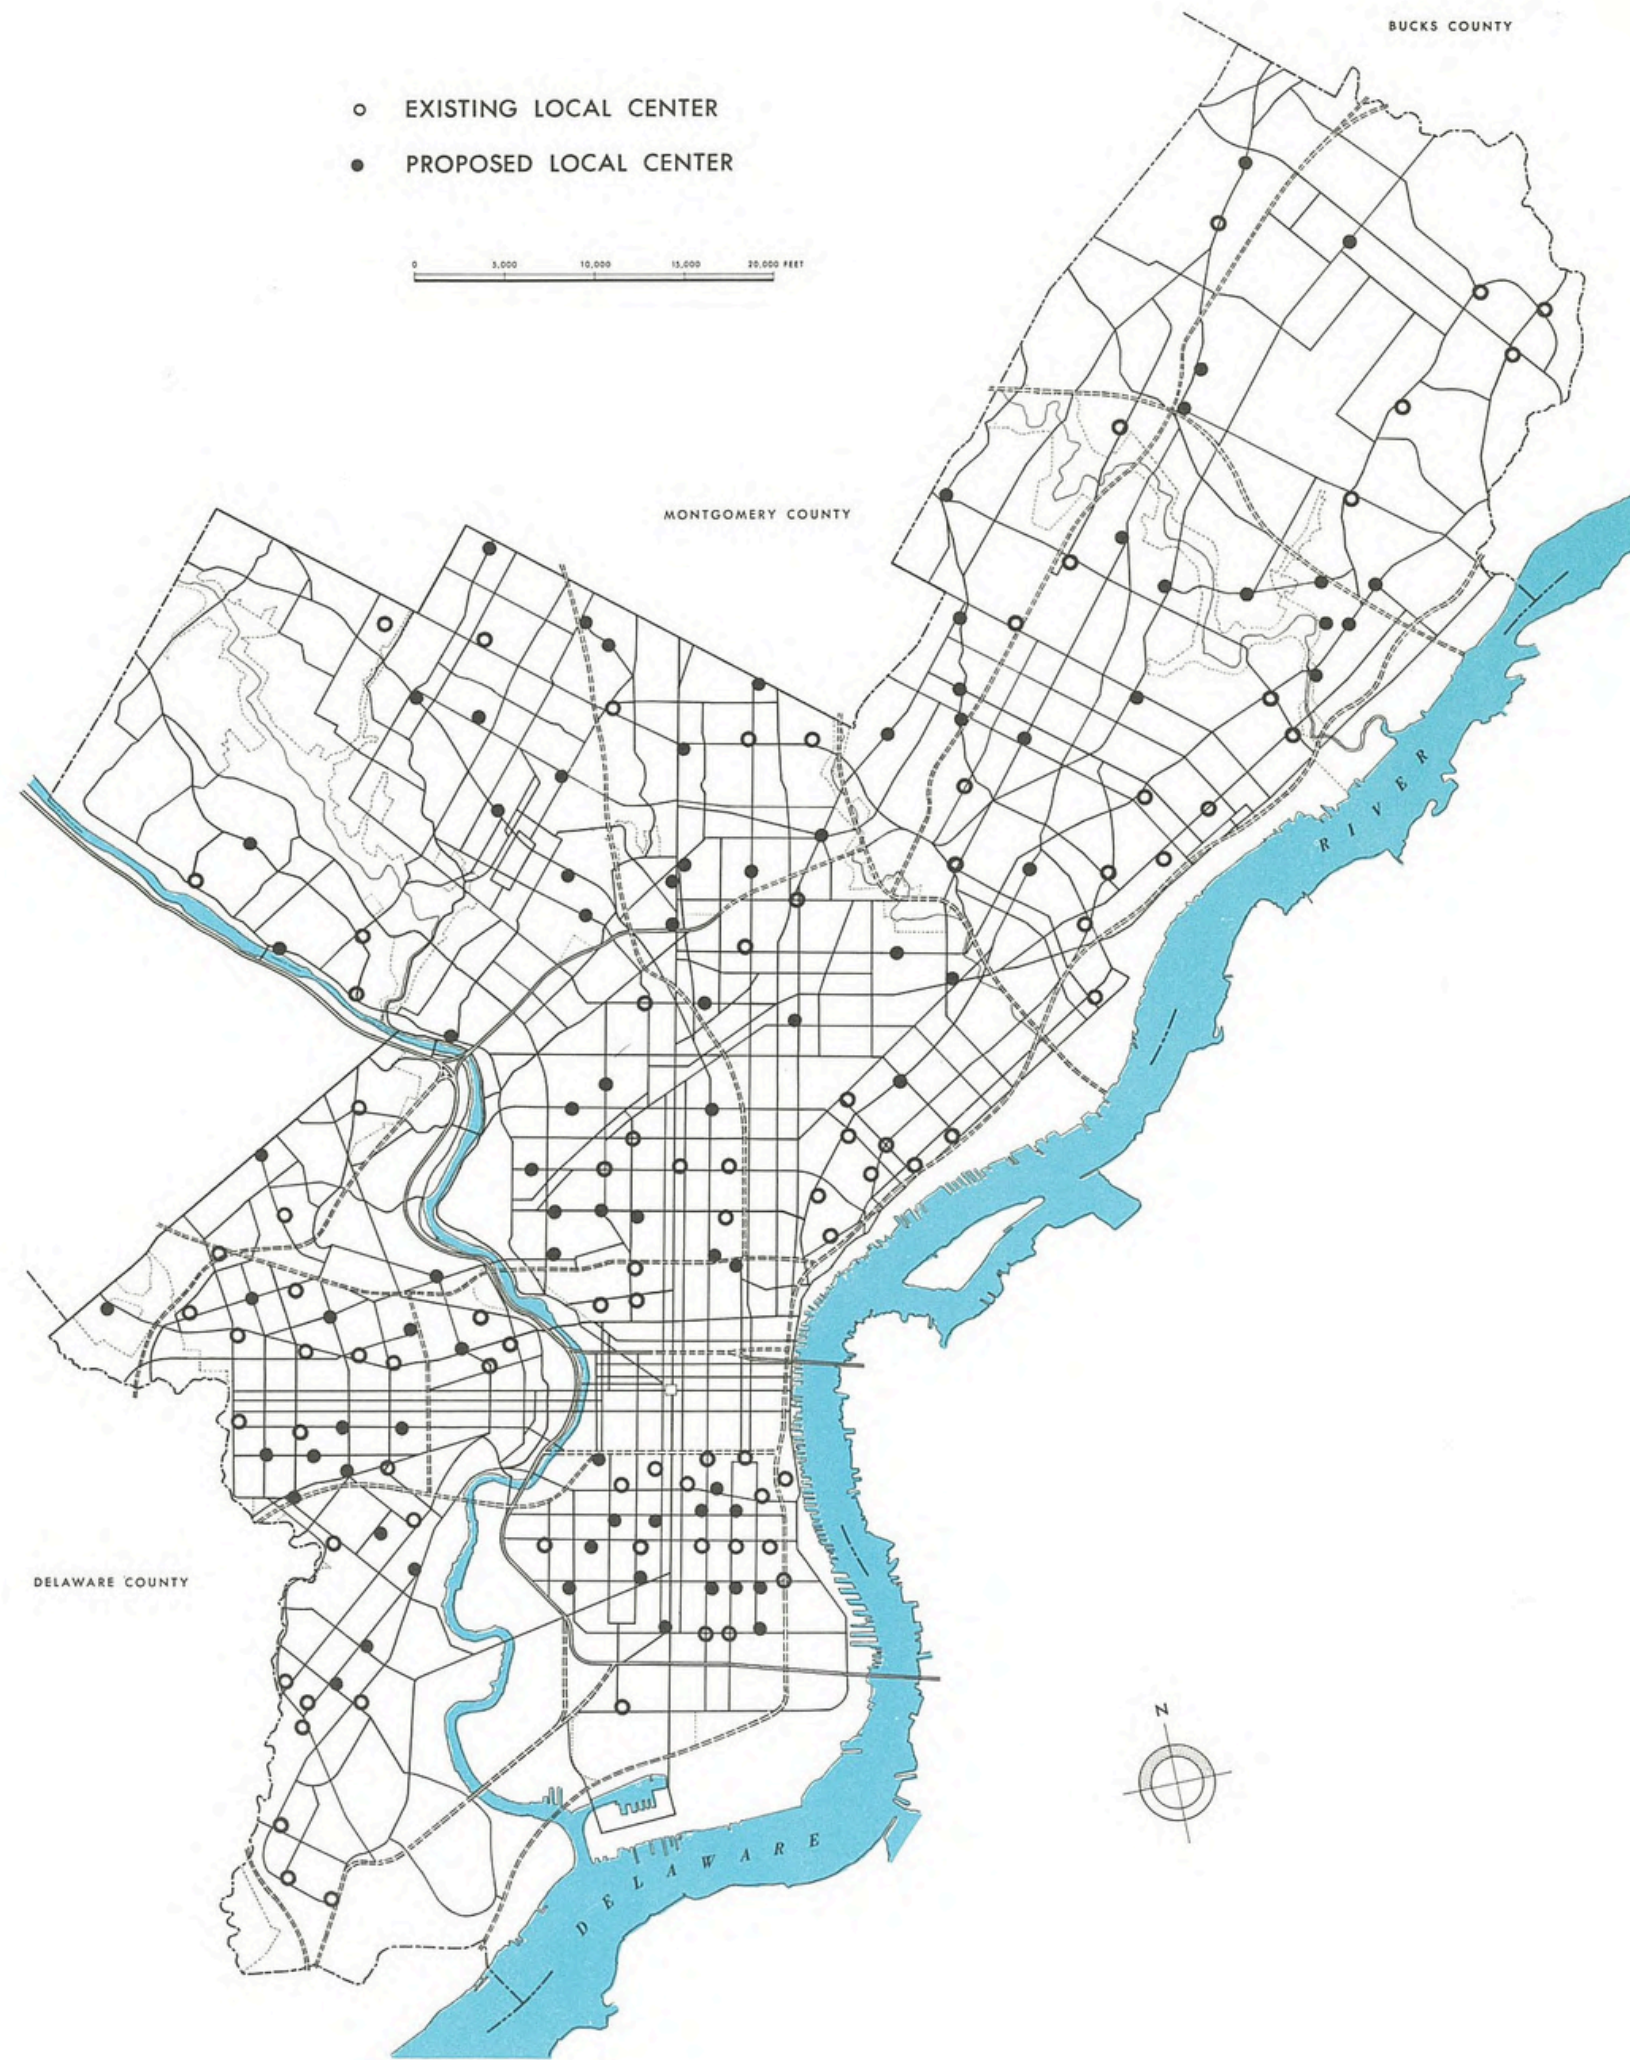 BUCKS COUNTY
EXISTING LOCAL CENTER
PROPOSED LOCAL CENTER
0 5,000 10,000 15,000 20,000 FEET
MONTGOMERY COUNTY
RIVER
DELAWARE COUNTY
N
DELAWARE